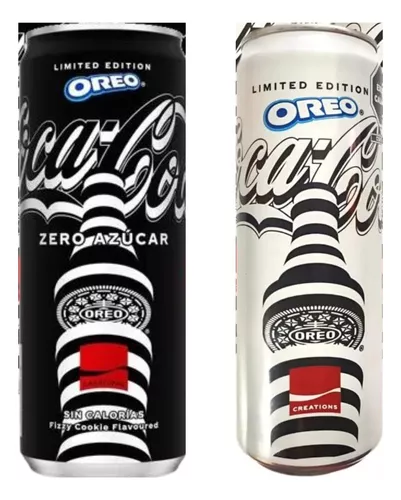 LIMITED EDITION
OREO®
Coca-Cola
ZERO AZÚCAR
OREO
CREATIONS
SIN CALORÍAS
Fizzy Cookie Flavoured
LIMITED EDITION
OREO®
Coca-Cola
OREO
CREATIONS